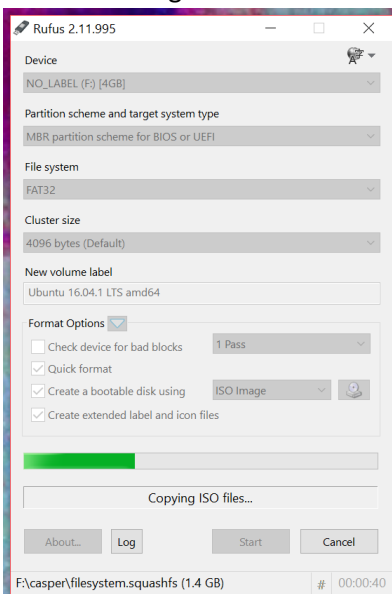 Rufus 2.11.995
Device
NO_LABEL (F:) [4GB]
Partition scheme and target system type
MBR partition scheme for BIOS or UEFI
File system
FAT32
Cluster size
4096 bytes (Default)
New volume label
Ubuntu 16.04.1 LTS amd64
Format Options
Check device for bad blocks 1 Pass
Quick format
Create a bootable disk using ISO Image
Create extended label and icon files
Copying ISO files...
About... Log Start Cancel
F:\casper\filesystem.squashfs (1.4 GB) # 00:00:40